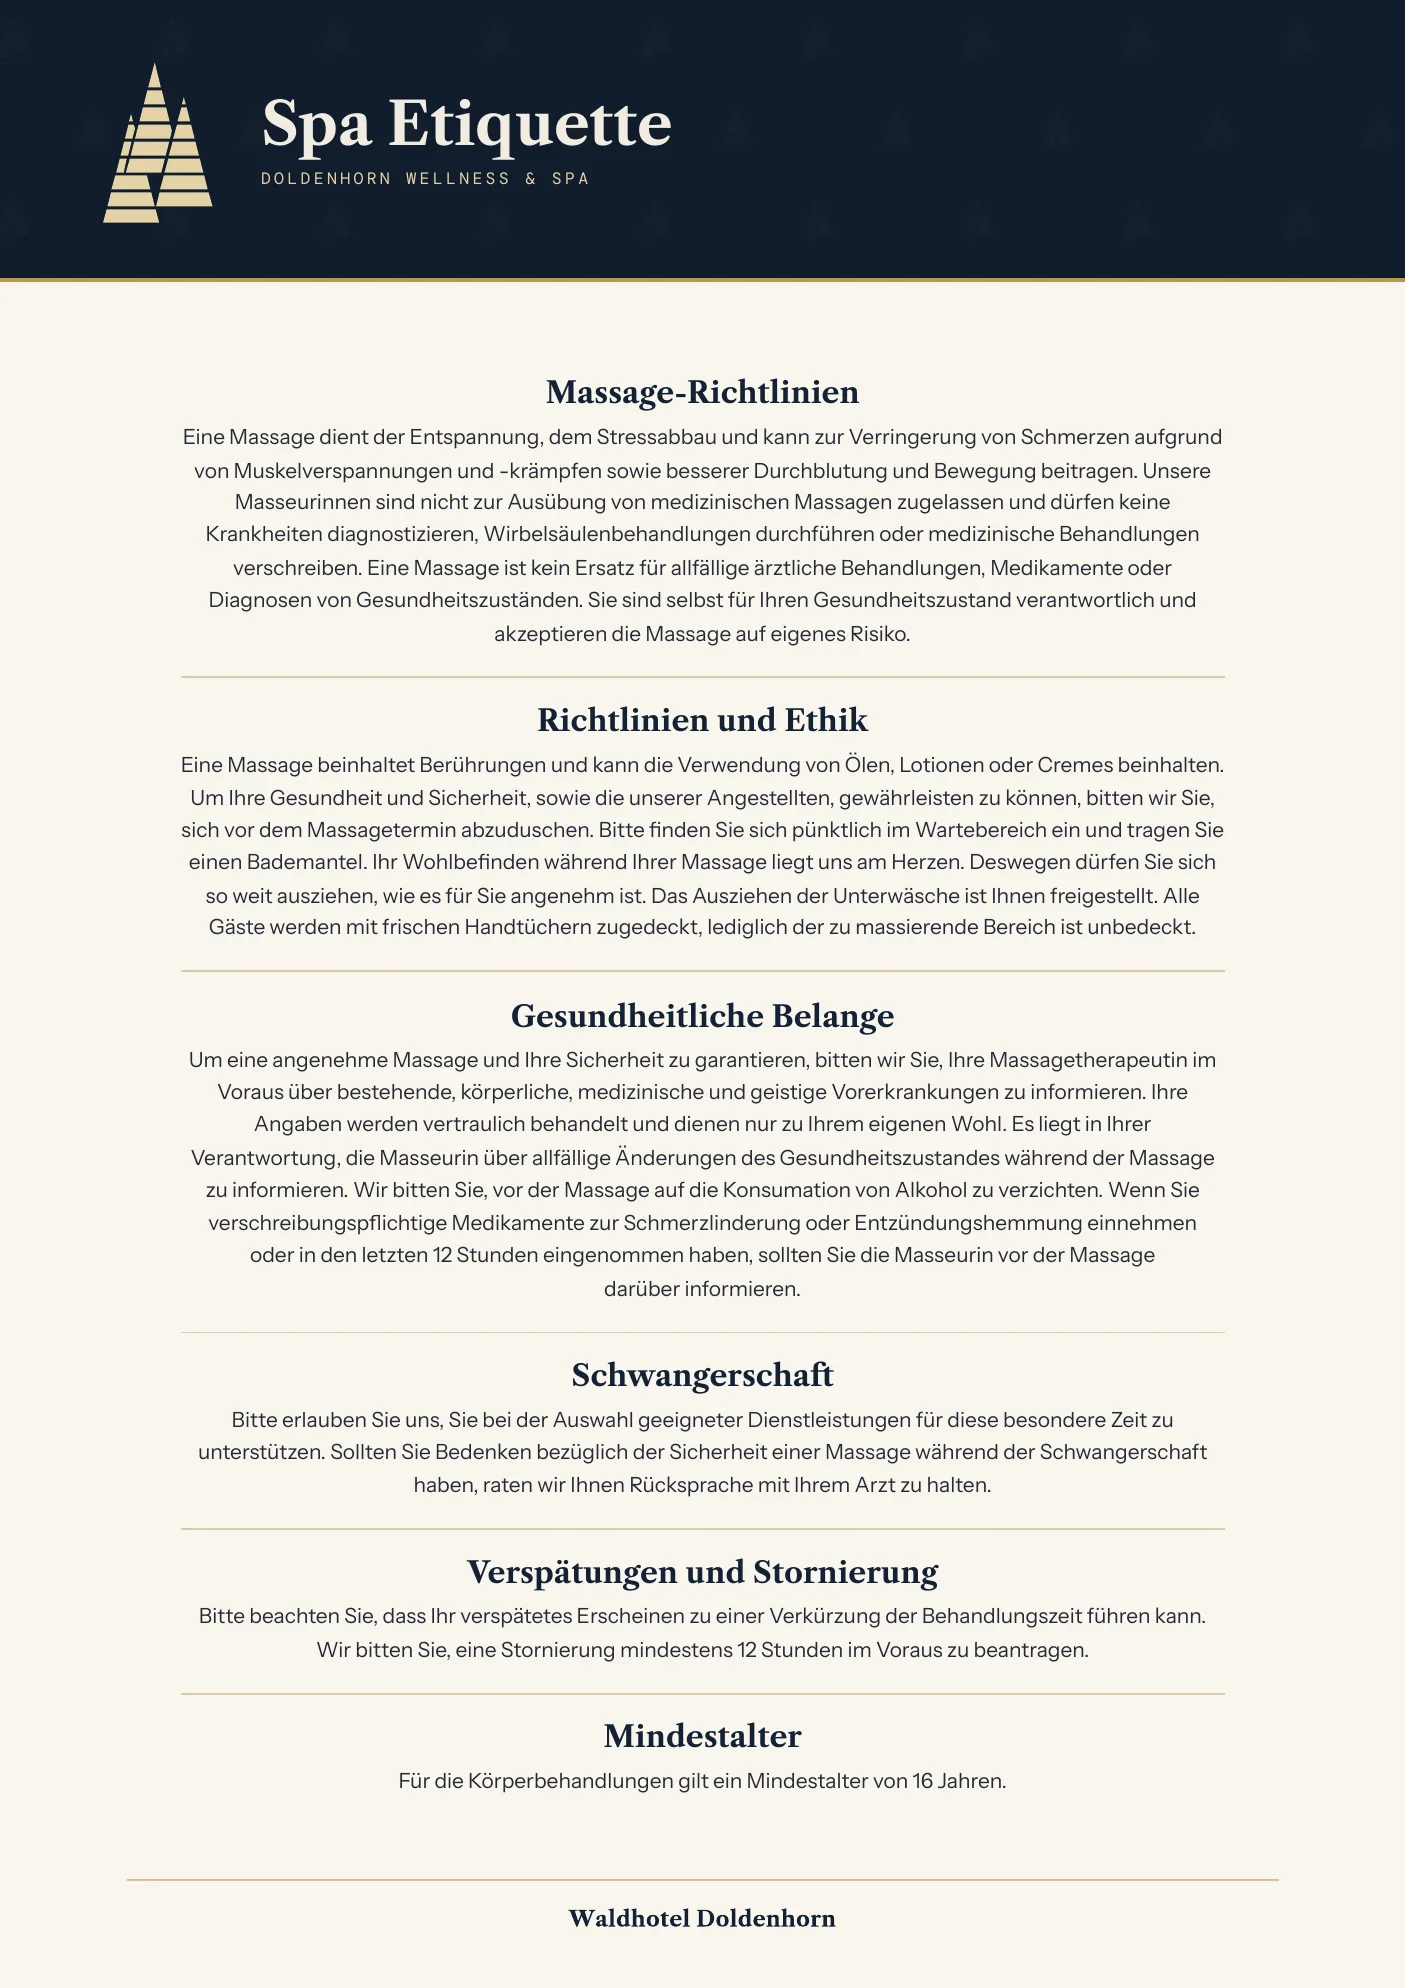 Spa Etiquette
DOLDENHORN WELLNESS & SPA
Massage-Richtlinien
Eine Massage dient der Entspannung, dem Stressabbau und kann zur Verringerung von Schmerzen aufgrund
von Muskelverspannungen und -krämpfen sowie besserer Durchblutung und Bewegung beitragen. Unsere
Masseurinnen sind nicht zur Ausübung von medizinischen Massagen zugelassen und dürfen keine
Krankheiten diagnostizieren, Wirbelsäulenbehandlungen durchführen oder medizinische Behandlungen
verschreiben. Eine Massage ist kein Ersatz für allfällige ärztliche Behandlungen, Medikamente oder
Diagnosen von Gesundheitszuständen. Sie sind selbst für Ihren Gesundheitszustand verantwortlich und
akzeptieren die Massage auf eigenes Risiko.
Richtlinien und Ethik
Eine Massage beinhaltet Berührungen und kann die Verwendung von Ölen, Lotionen oder Cremes beinhalten.
Um Ihre Gesundheit und Sicherheit, sowie die unserer Angestellten, gewährleisten zu können, bitten wir Sie,
sich vor dem Massagetermin abzuduschen. Bitte finden Sie sich pünktlich im Wartebereich ein und tragen Sie
einen Bademantel. Ihr Wohlbefinden während Ihrer Massage liegt uns am Herzen. Deswegen dürfen Sie sich
so weit ausziehen, wie es für Sie angenehm ist. Das Ausziehen der Unterwäsche ist Ihnen freigestellt. Alle
Gäste werden mit frischen Handtüchern zugedeckt, lediglich der zu massierende Bereich ist unbedeckt.
Gesundheitliche Belange
Um eine angenehme Massage und Ihre Sicherheit zu garantieren, bitten wir Sie, Ihre Massagetherapeutin im
Voraus über bestehende, körperliche, medizinische und geistige Vorerkrankungen zu informieren. Ihre
Angaben werden vertraulich behandelt und dienen nur zu Ihrem eigenen Wohl. Es liegt in Ihrer
Verantwortung, die Masseurin über allfällige Änderungen des Gesundheitszustandes während der Massage
zu informieren. Wir bitten Sie, vor der Massage auf die Konsumation von Alkohol zu verzichten. Wenn Sie
verschreibungspflichtige Medikamente zur Schmerzlinderung oder Entzündungshemmung einnehmen
oder in den letzten 12 Stunden eingenommen haben, sollten Sie die Masseurin vor der Massage
darüber informieren.
Schwangerschaft
Bitte erlauben Sie uns, Sie bei der Auswahl geeigneter Dienstleistungen für diese besondere Zeit zu
unterstützen. Sollten Sie Bedenken bezüglich der Sicherheit einer Massage während der Schwangerschaft
haben, raten wir Ihnen Rücksprache mit Ihrem Arzt zu halten.
Verspätungen und Stornierung
Bitte beachten Sie, dass Ihr verspätetes Erscheinen zu einer Verkürzung der Behandlungszeit führen kann.
Wir bitten Sie, eine Stornierung mindestens 12 Stunden im Voraus zu beantragen.
Mindestalter
Für die Körperbehandlungen gilt ein Mindestalter von 16 Jahren.
Waldhotel Doldenhorn